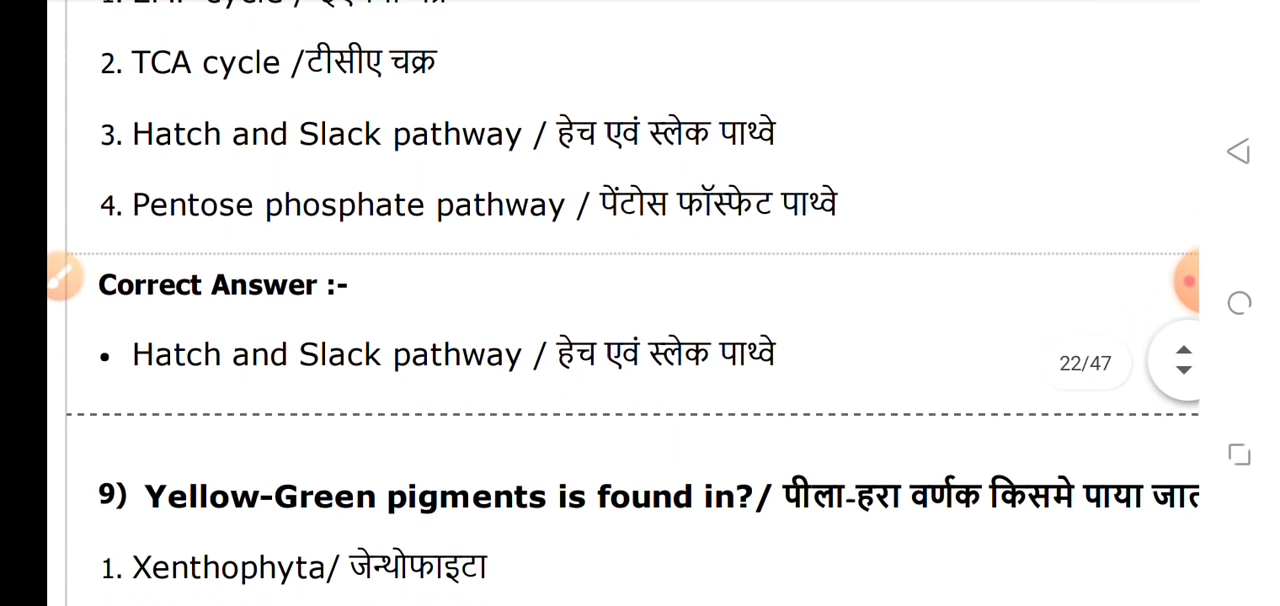 2. TCA cycle /टीसीए चक्र
3. Hatch and Slack pathway / हेच एवं स्लेक पाथ्वे
4. Pentose phosphate pathway / पेंटोस फॉस्फेट पाथ्वे
Correct Answer :-
• Hatch and Slack pathway / हेच एवं स्लेक पाथ्वे
22/47
9) Yellow-Green pigments is found in?/ पीला-हरा वर्णक किसमे पाया
1. Xenthophyta/ जेन्थोफाइटा